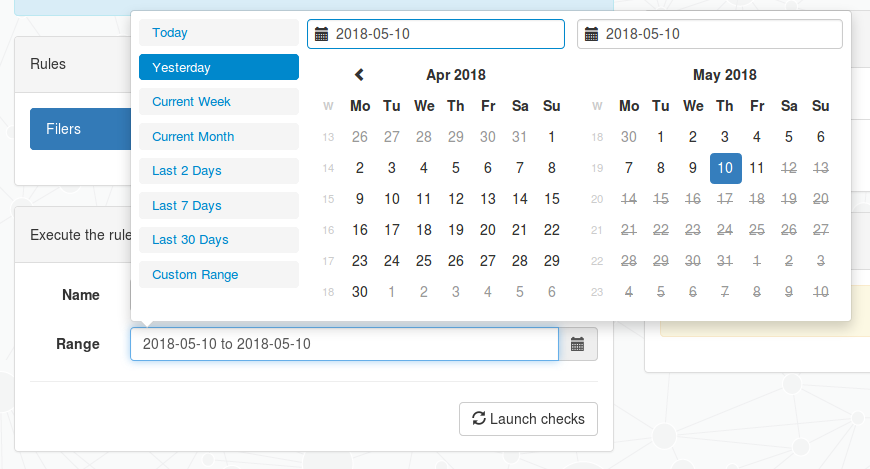 Today
Yesterday
Current Week
Current Month
Last 2 Days
Last 7 Days
Last 30 Days
Custom Range
2018-05-10
Apr 2018
W Mo Tu We Th Fr Sa Su
13 26 27 28 29 30 31 1
14 2 3 4 5 6 7 8
15 9 10 11 12 13 14 15
16 16 17 18 19 20 21 22
17 23 24 25 26 27 28 29
18 30 1 2 3 4 5 6
2018-05-10
May 2018
W Mo Tu We Th Fr Sa Su
18 30 1 2 3 4 5 6
19 7 8 9 10 11 12 13
20 14 15 16 17 18 19 20
21 21 22 23 24 25 26 27
22 28 29 30 31 1 2 3
23 4 5 6 7 8 9 10
Rules
Filers
Execute the rule
Name
Range 2018-05-10 to 2018-05-10
Launch checks